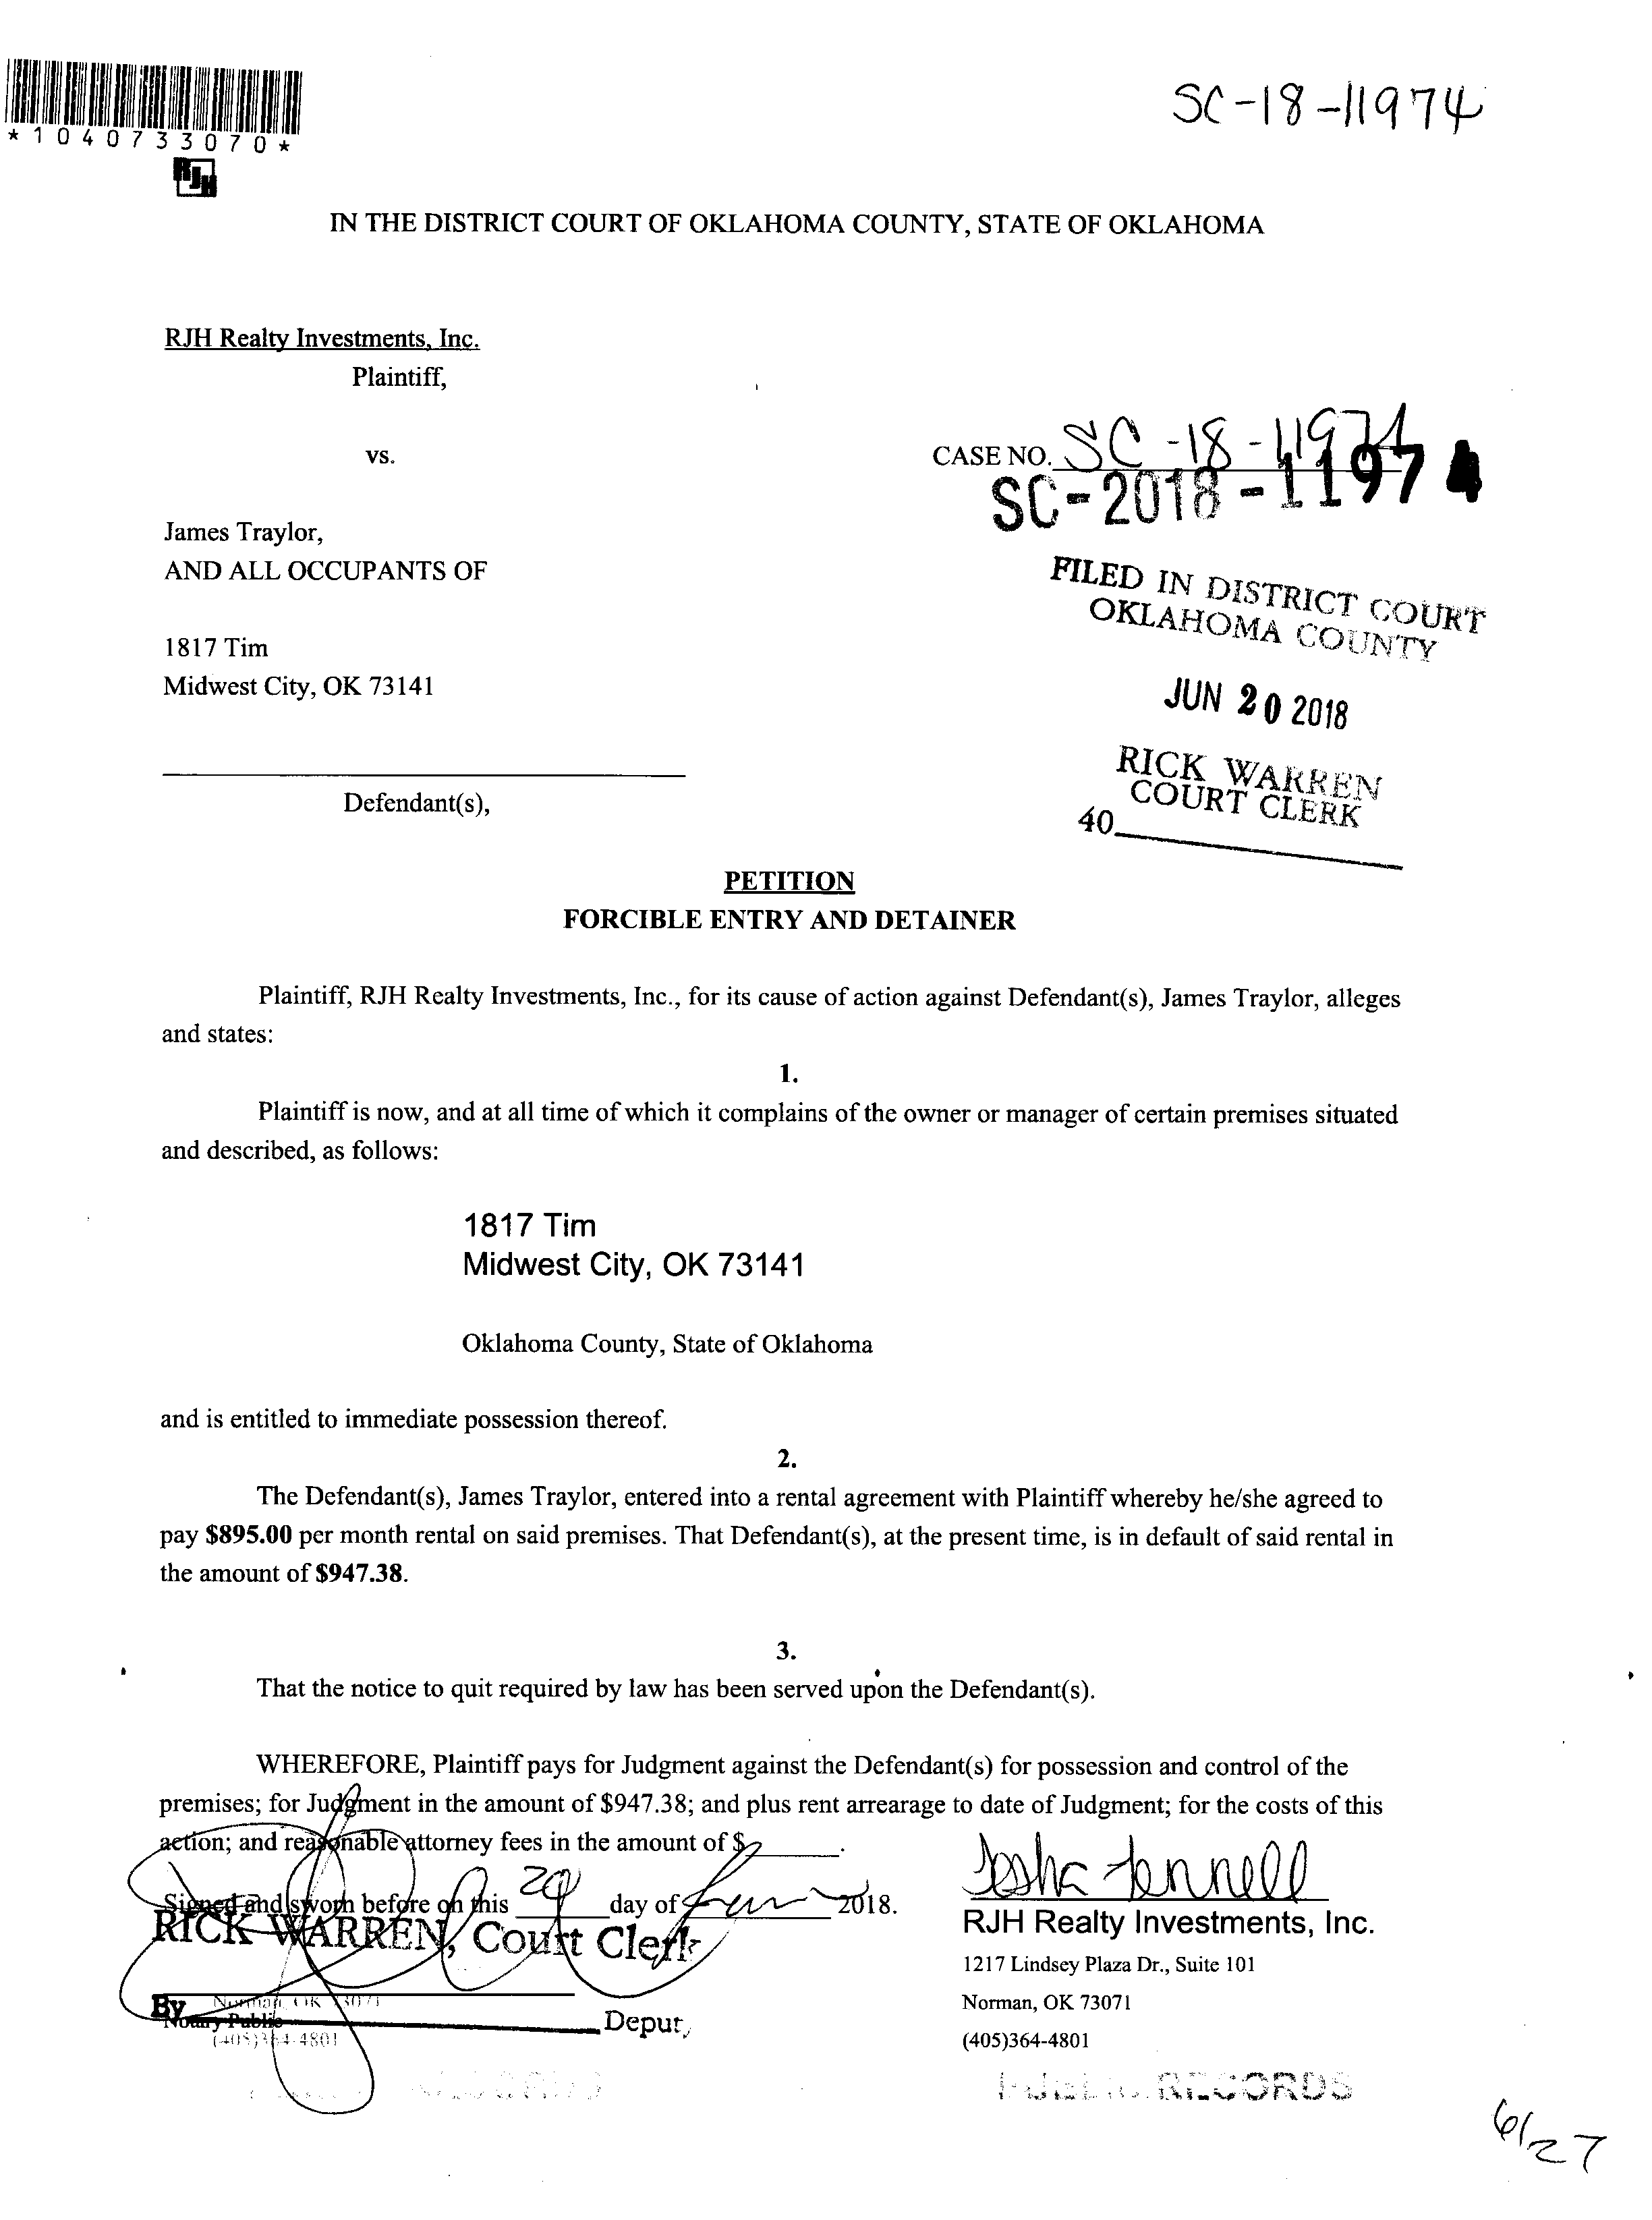 *1040733070*
SC-18-11974
RJH
IN THE DISTRICT COURT OF OKLAHOMA COUNTY, STATE OF OKLAHOMA
RJH Realty Investments, Inc.
Plaintiff,
vs.
CASE NO. SC-18-11974
SC-2018-11974
James Traylor,
AND ALL OCCUPANTS OF
FILED IN DISTRICT COURT
OKLAHOMA COUNTY
1817 Tim
Midwest City, OK 73141
JUN 20 2018
RICK WARREN
COURT CLERK
40
Defendant(s),
PETITION
FORCIBLE ENTRY AND DETAINER
Plaintiff, RJH Realty Investments, Inc., for its cause of action against Defendant(s), James Traylor, alleges
and states:
1.
Plaintiff is now, and at all time of which it complains of the owner or manager of certain premises situated
and described, as follows:
1817 Tim
Midwest City, OK 73141
Oklahoma County, State of Oklahoma
and is entitled to immediate possession thereof.
2.
The Defendant(s), James Traylor, entered into a rental agreement with Plaintiff whereby he/she agreed to
pay $895.00 per month rental on said premises. That Defendant(s), at the present time, is in default of said rental in
the amount of $947.38.
3.
That the notice to quit required by law has been served upon the Defendant(s).
WHEREFORE, Plaintiff pays for Judgment against the Defendant(s) for possession and control of the
premises; for Judgment in the amount of $947.38; and plus rent arrearage to date of Judgment; for the costs of this
action; and reasonable attorney fees in the amount of $ .
Signed and sworn before on this 20 day of 2018.
RICK WARREN, Court Clerk
By Norman, OK 73071
Notary Public Deputy
(405)364-4801
RJH Realty Investments, Inc.
1217 Lindsey Plaza Dr., Suite 101
Norman, OK 73071
(405)364-4801
PUBLIC RECORDS
6/27